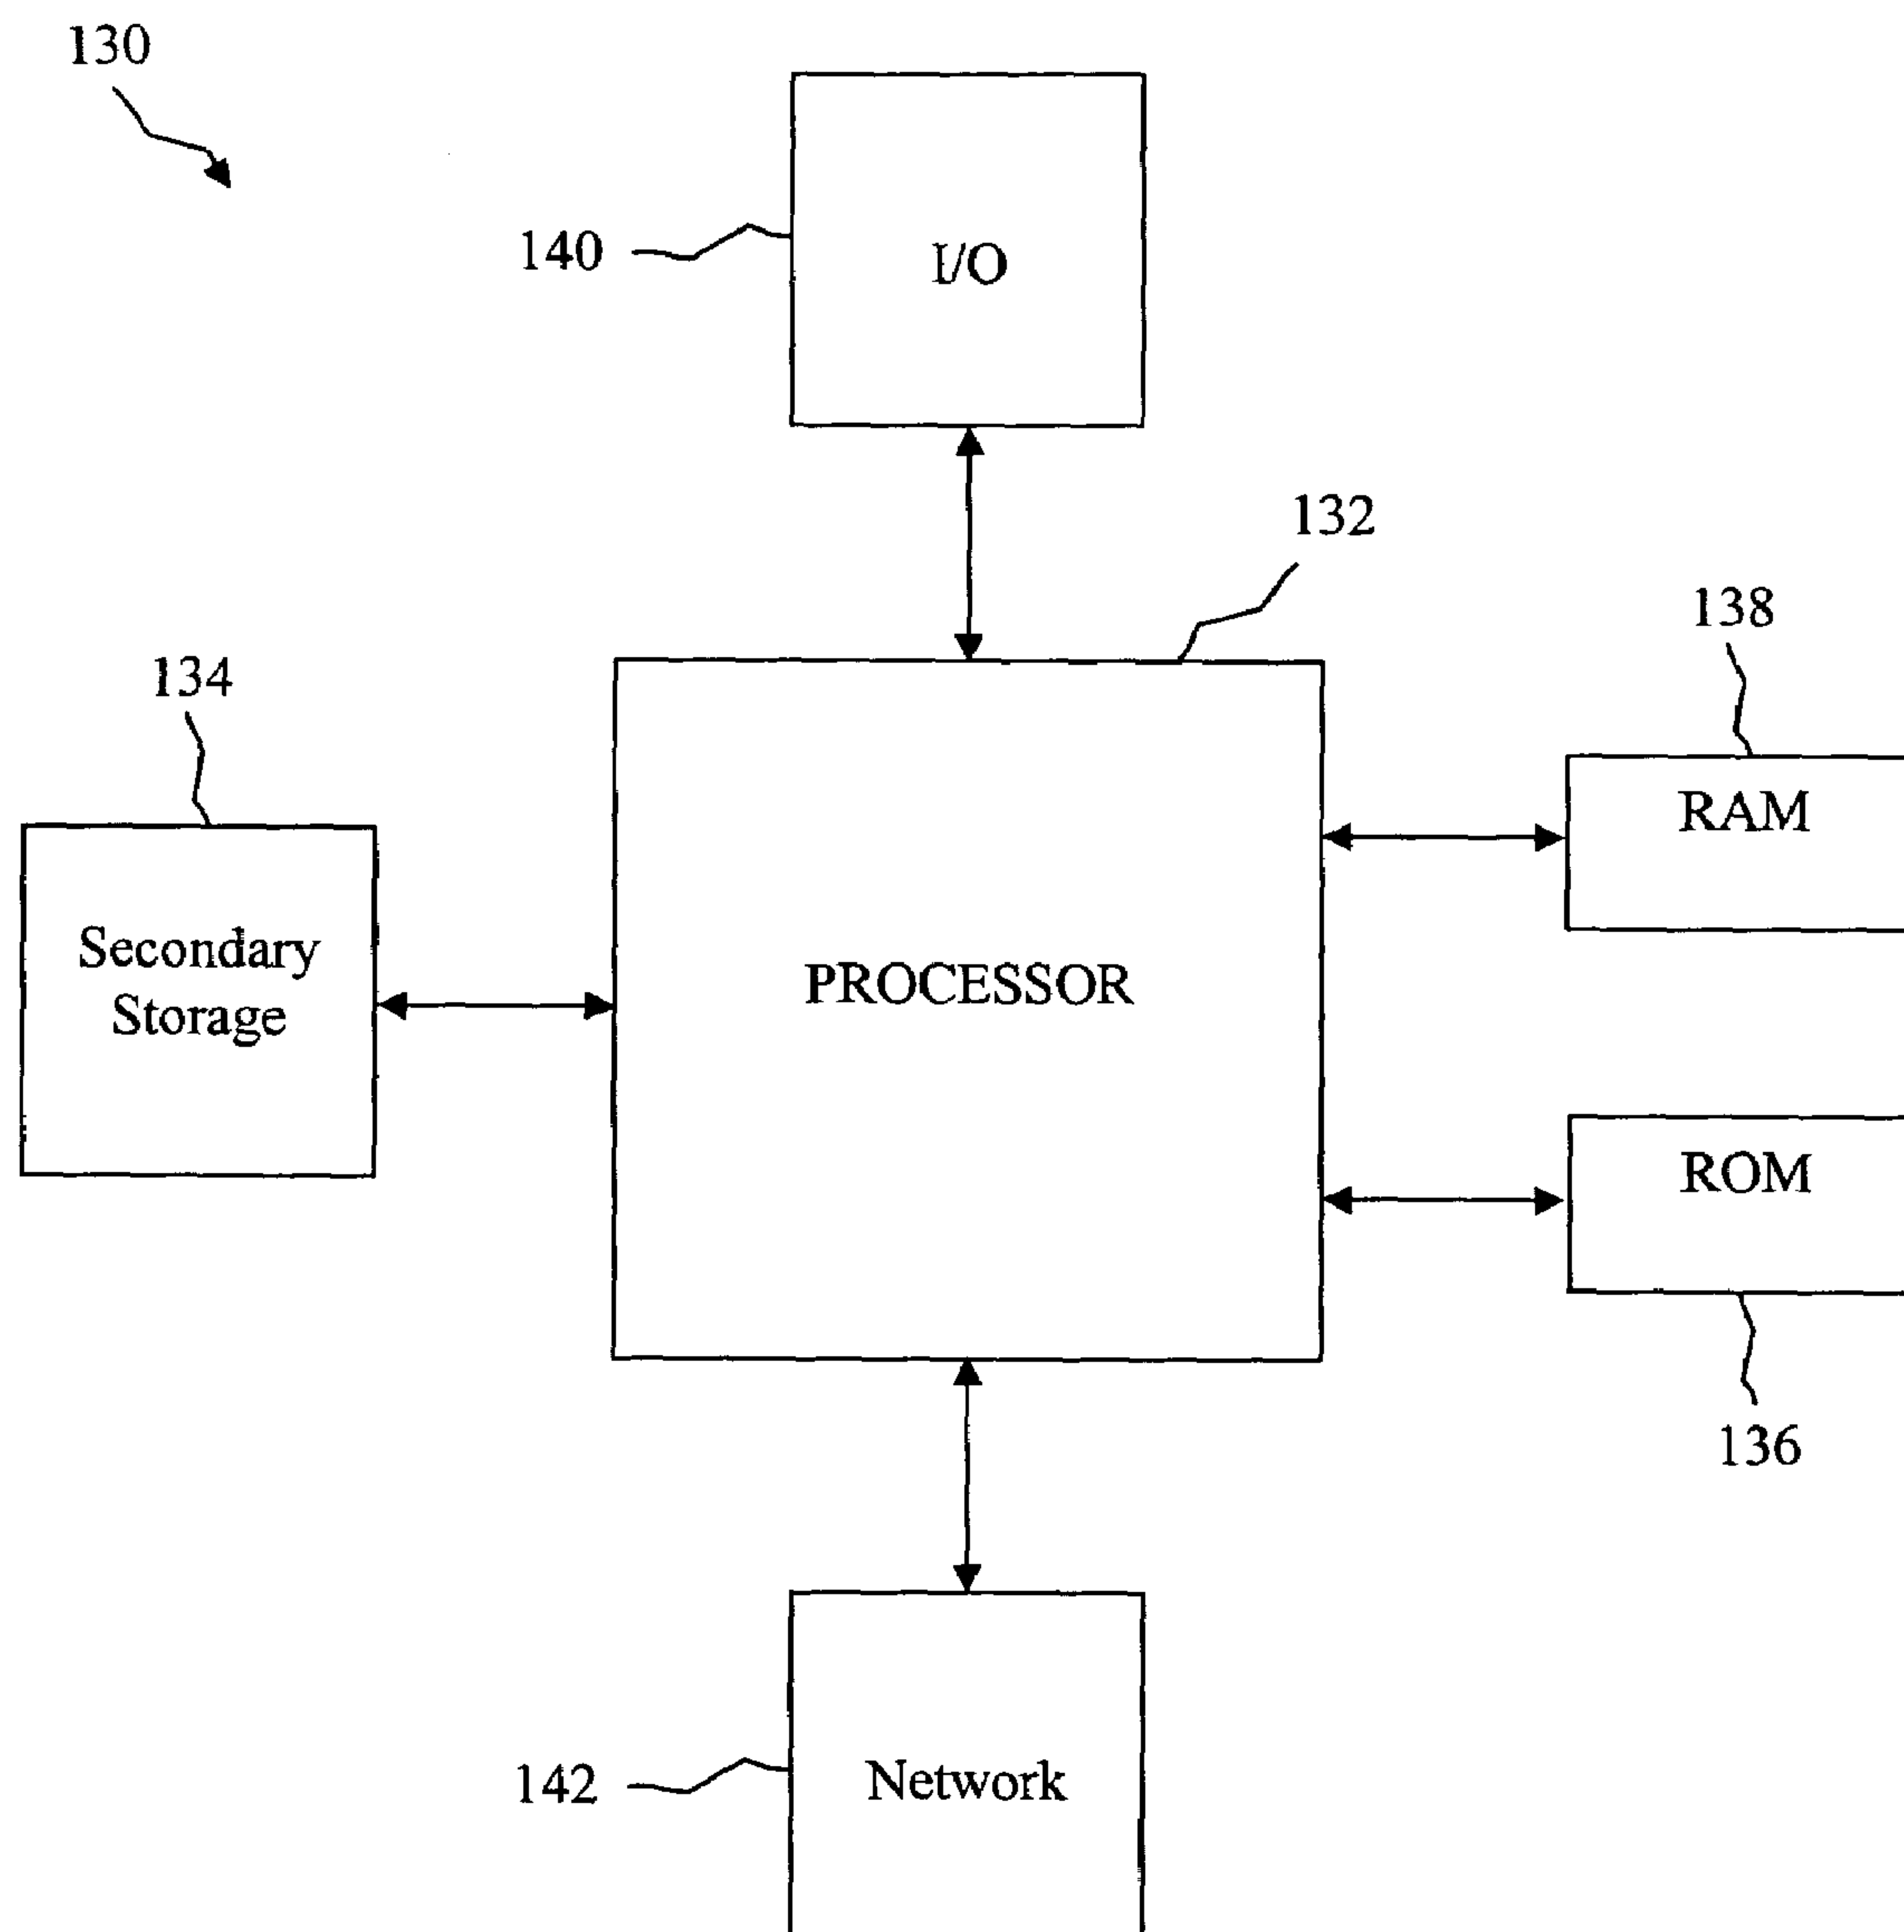 130
140
I/O
132
138
134
RAM
Secondary
Storage
PROCESSOR
ROM
136
142
Network